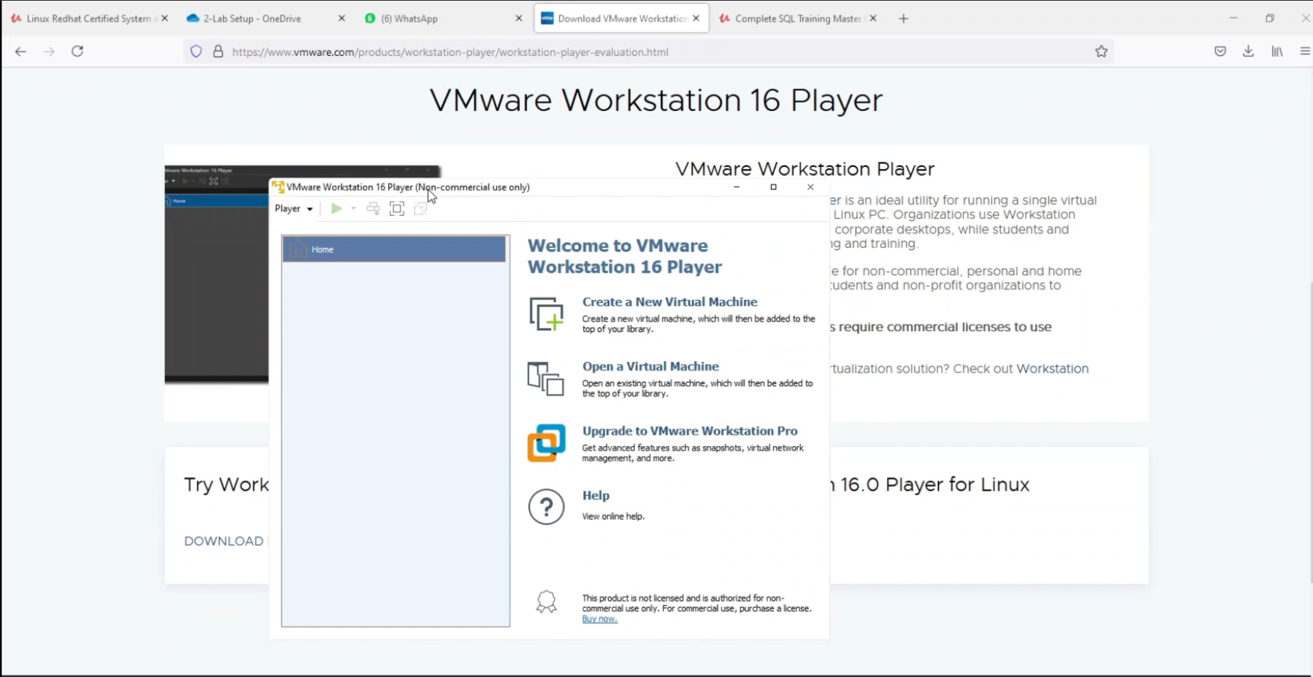 Linux Redhat Certified System
2-Lab Setup - OneDrive
(6) WhatsApp
Download VMware Workstation
Complete SQL Training Master
https://www.vmware.com/products/workstation-player/workstation-player-evaluation.html
VMware Workstation 16 Player
VMware Workstation Player
VMware Workstation 16 Player
Home
er is an ideal utility for running a single virtual
Linux PC. Organizations use Workstation
corporate desktops, while students and
ng and training.
e for non-commercial, personal and home
tudents and non-profit organizations to
s require commercial licenses to use
rtualization solution? Check out Workstation
VMware Workstation 16 Player (Non-commercial use only)
Player
Home
Welcome to VMware
Workstation 16 Player
Create a New Virtual Machine
Create a new virtual machine, which will then be added to the
top of your library.
Open a Virtual Machine
Open an existing virtual machine, which will then be added to
the top of your library.
Upgrade to VMware Workstation Pro
Get advanced features such as snapshots, virtual network
management, and more.
Help
View online help.
This product is not licensed and is authorized for non-
commercial use only. For commercial use, purchase a license.
Buy now.
Try Work
DOWNLOAD
16.0 Player for Linux